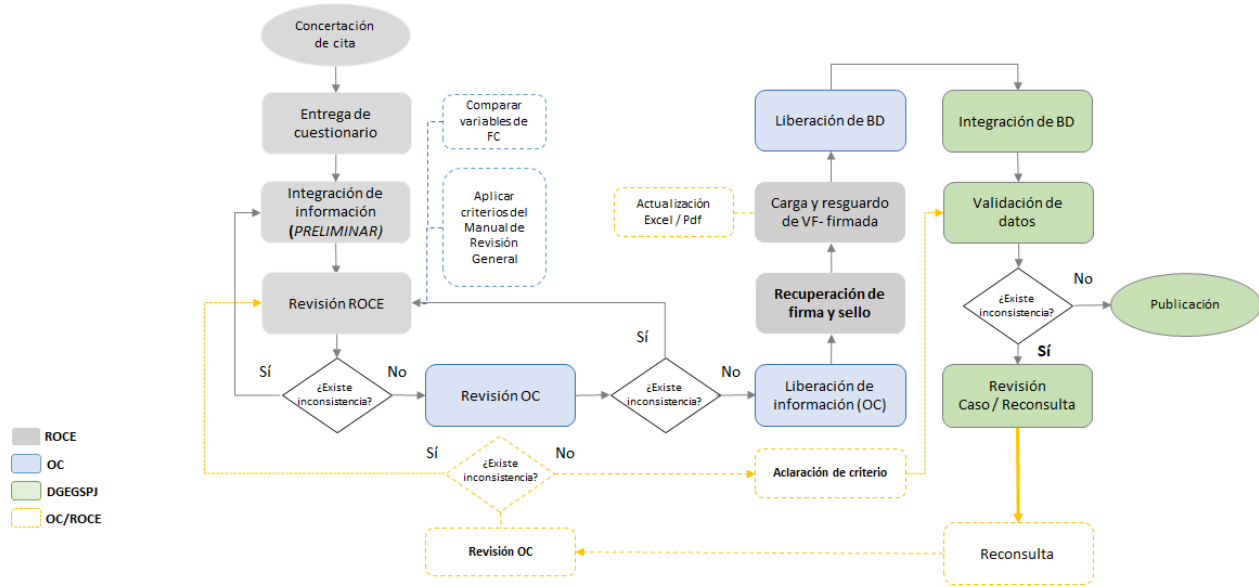 Concertación
de cita
Entrega de
cuestionario
Integración de
información
(PRELIMINAR)
Revisión ROCE
Comparar
variables de
FC
Aplicar
criterios del
Manual de
Revisión
General
Sí
¿Existe
inconsistencia?
No
Revisión OC
Sí
¿Existe
inconsistencia?
No
Liberación de
información (OC)
Recuperación de
firma y sello
Actualización
Excel / Pdf
Carga y resguardo
de VF- firmada
Liberación de BD
Integración de BD
Validación de
datos
¿Existe
inconsistencia?
No
Publicación
Sí
Revisión
Caso / Reconsulta
Reconsulta
Revisión OC
Sí
¿Existe
inconsistencia?
No
Aclaración de criterio
ROCE
OC
DGEGSPJ
OC/ROCE